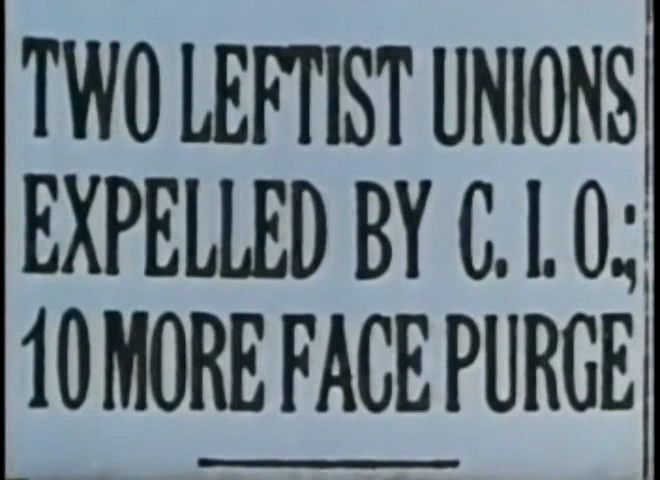 TWO LEFTIST UNIONS
EXPELLED BY C. I. O.;
10 MORE FACE PURGE